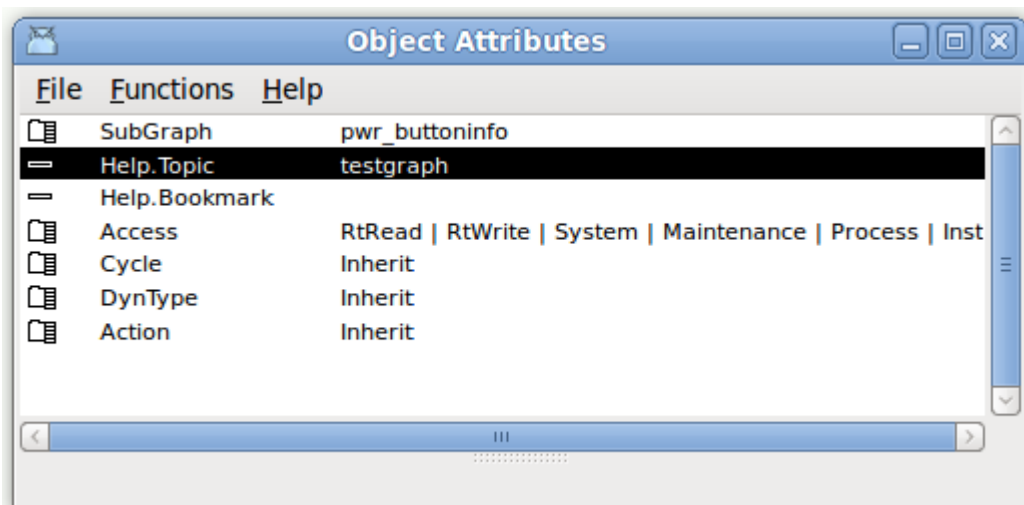 Object Attributes
File Functions Help
SubGraph pwr_buttoninfo
Help.Topic testgraph
Help.Bookmark
Access RtRead | RtWrite | System | Maintenance | Process | Inst
Cycle Inherit
DynType Inherit
Action Inherit